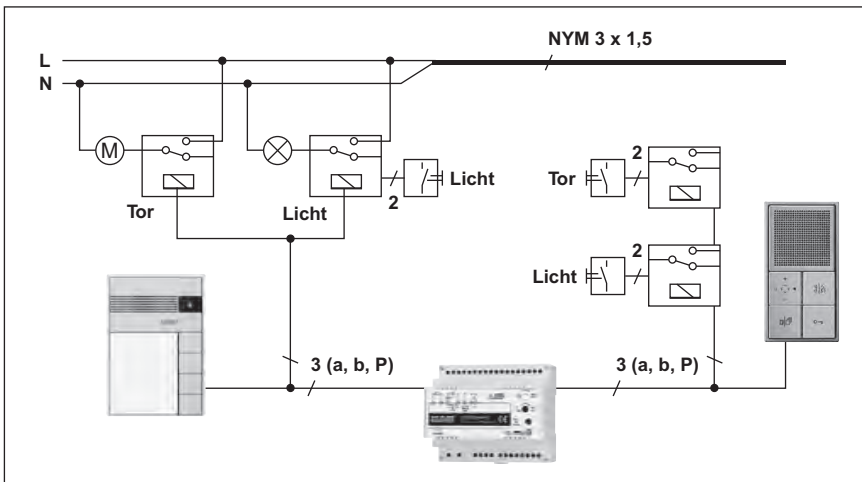 NYM 3 x 1,5
L
N
M
Tor
Licht
2
Licht
Tor
2
Licht
2
3 (a, b, P)
3 (a, b, P)